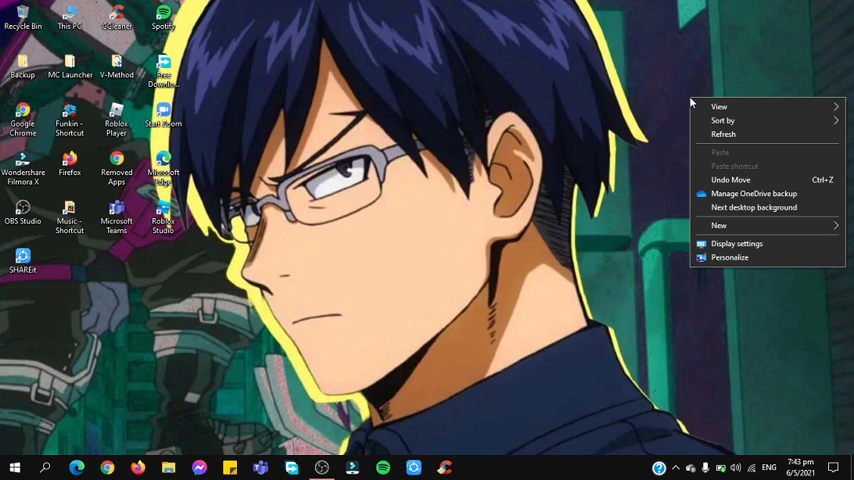 Recycle Bin
This PC
CCleaner
Spotify
Backup
MC Launcher
V-Method
Free
Downlo...
Google
Chrome
Funkin -
Shortcut
Roblox
Player
Start Zoom
Wondershare
Filmora X
Firefox
Removed
Apps
Microsoft
Edge
OBS Studio
Music -
Shortcut
Microsoft
Teams
Roblox
Studio
SHAREit
View
Sort by
Refresh
Paste
Paste shortcut
Undo Move Ctrl+Z
Manage OneDrive backup
Next desktop background
New
Display settings
Personalize
ENG
7:43 pm
6/5/2021